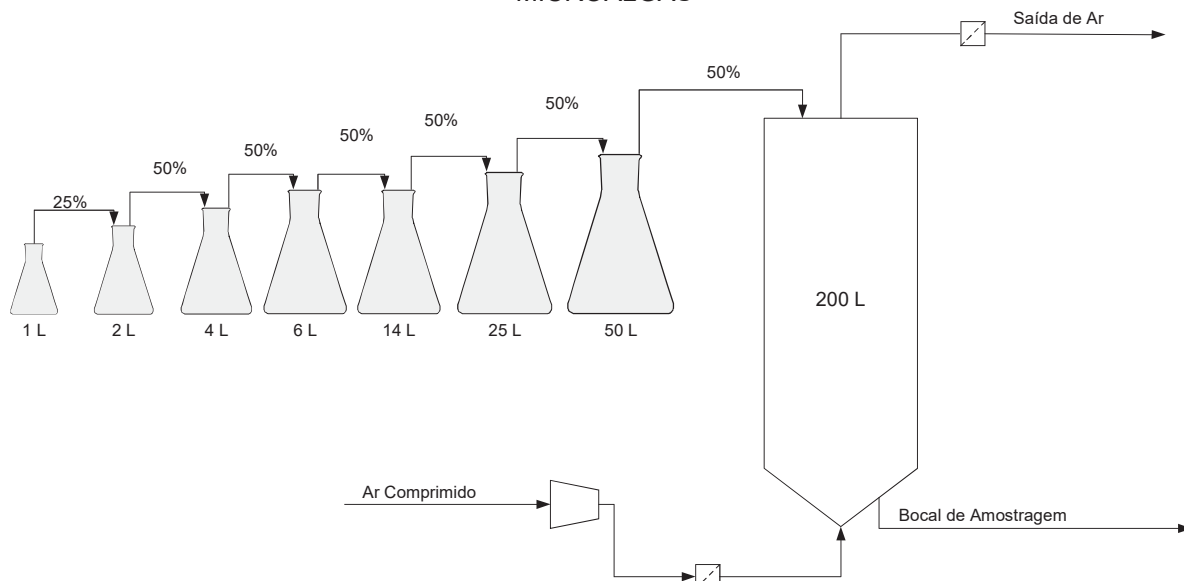 Saída de Ar
50%
50%
50%
50%
50%
50%
25%
200 L
1 L
2 L
4 L
6 L
14 L
25 L
50 L
Ar Comprimido
Bocal de Amostragem